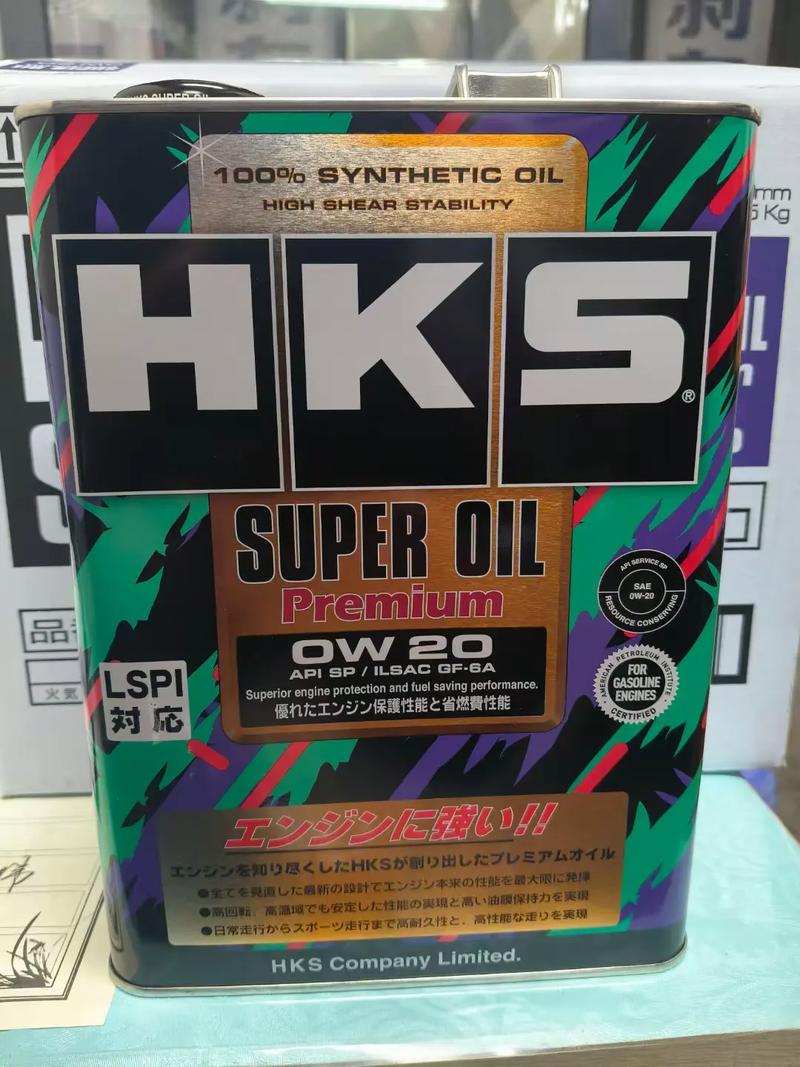 100% SYNTHETIC OIL
HIGH SHEAR STABILITY
HKS®
SUPER OIL
Premium
0W 20
API SP / ILSAC GF-6A
Superior engine protection and fuel saving performance.
優れたエンジン保護性能と省燃費性能
API SERVICE SP
SAE
0W-20
RESOURCE CONSERVING
AMERICAN PETROLEUM INSTITUTE
FOR
GASOLINE
ENGINES
CERTIFIED
LSPI
対応
エンジンに強い!!
エンジンを知り尽くしたHKSが創り出したプレミアムオイル
●全てを見直した最新の設計でエンジン本来の性能を最大限に発揮
●高回転、高温域でも安定した性能の実現と高い油膜保持力を実現
●日常走行からスポーツ走行まで高耐久性と、高性能な走りを実現
HKS Company Limited.
mm
5 Kg
品番
火気